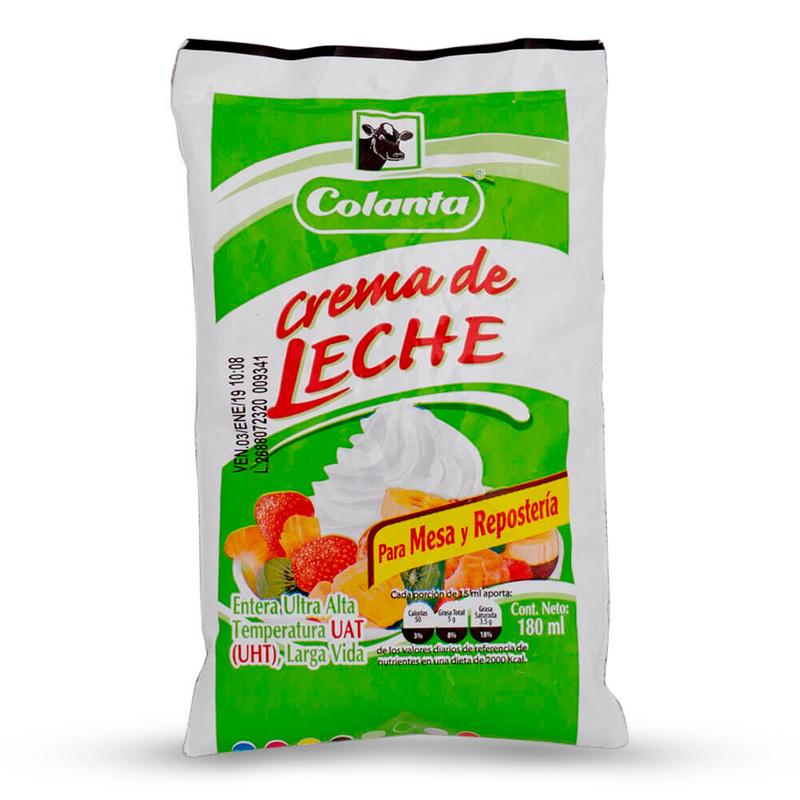 Colanta®
Crema de
LECHE
VEN.03/ENE/19 10:08
L.2688072320 009341
Para Mesa y Repostería
Entera Ultra Alta
Temperatura UAT
(UHT), Larga Vida
Cada porción de 15 ml aporta:
Calorías
50
3%
Grasa Total
5 g
8%
Grasa
Saturada
3.5 g
18%
de los valores diarios de referencia de
nutrientes en una dieta de 2000 Kcal.
Cont. Neto:
180 ml